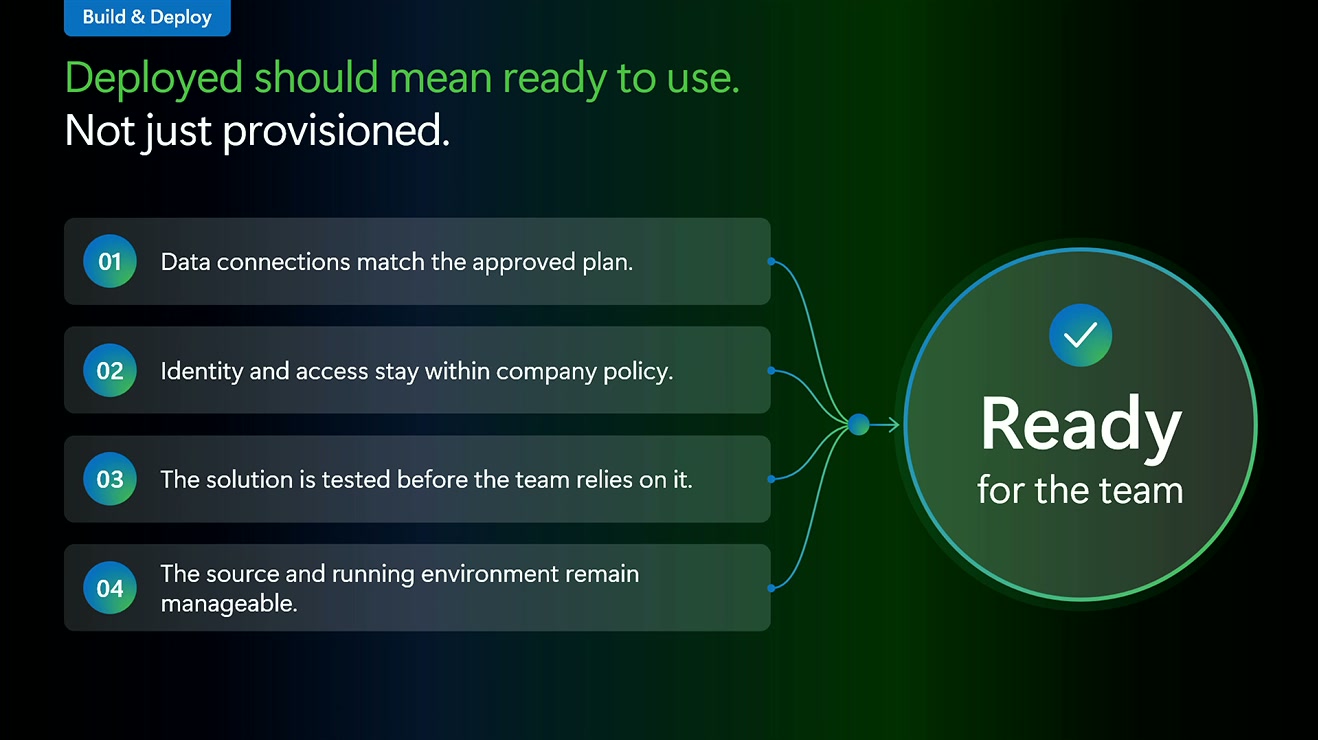 Build & Deploy
Deployed should mean ready to use.
Not just provisioned.
01
Data connections match the approved plan.
02
Identity and access stay within company policy.
03
The solution is tested before the team relies on it.
04
The source and running environment remain
manageable.
Ready
for the team